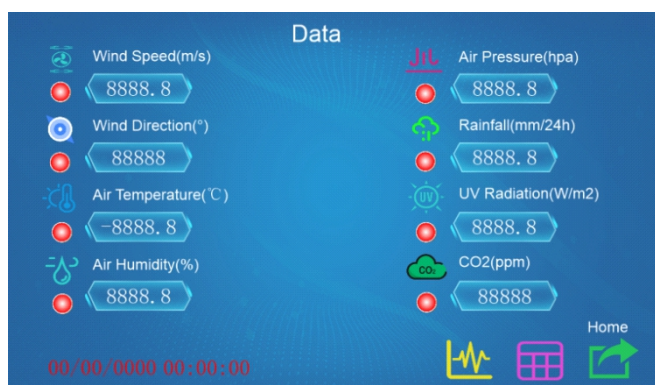 Data
Wind Speed(m/s)
8888.8
Wind Direction(°)
88888
Air Temperature(℃)
-8888.8
Air Humidity(%)
8888.8
Air Pressure(hpa)
8888.8
Rainfall(mm/24h)
8888.8
UV
UV Radiation(W/m2)
8888.8
CO₂
CO2(ppm)
88888
00/00/0000 00:00:00
Home